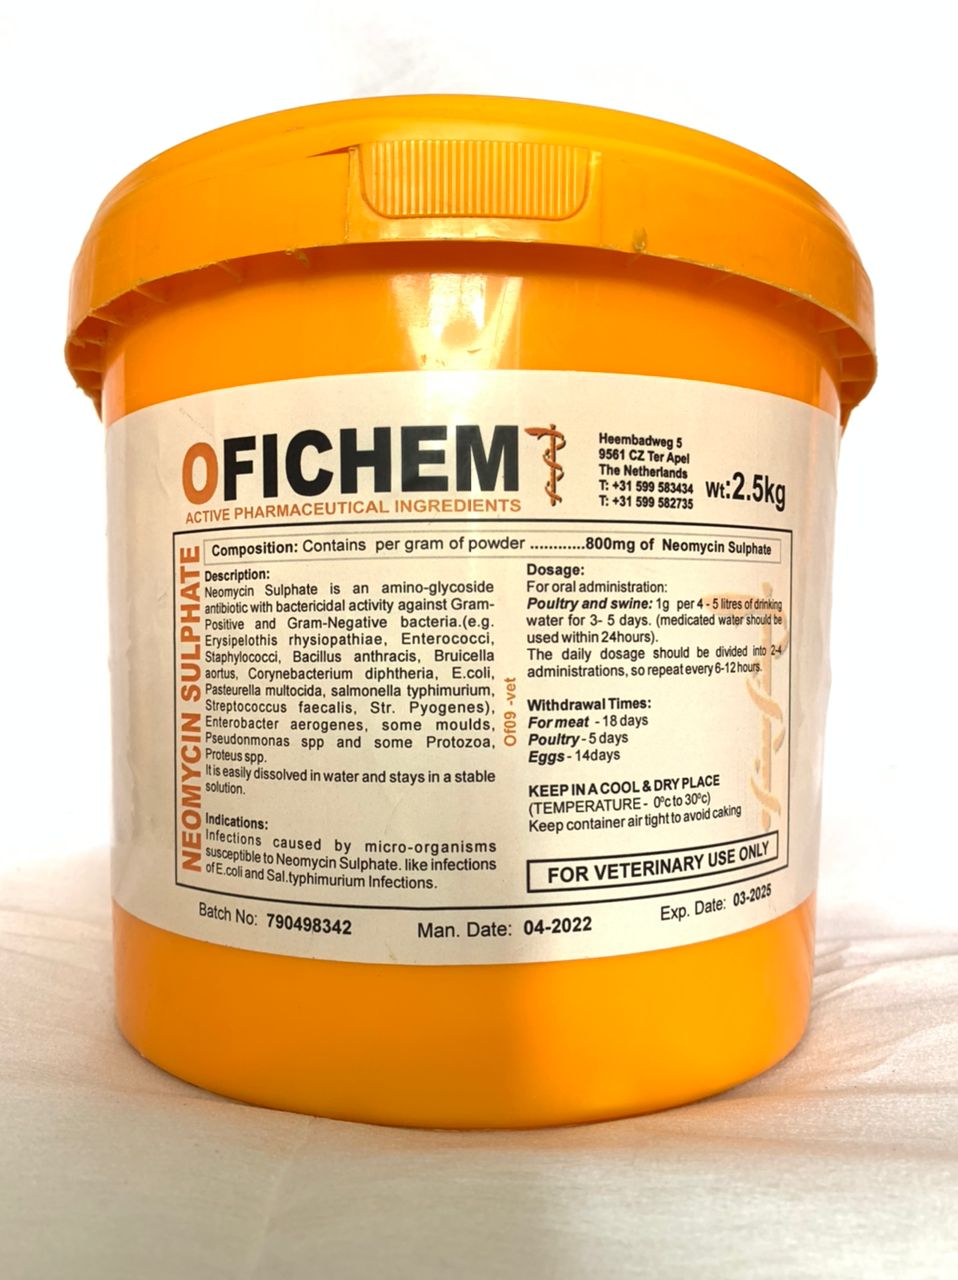 OFICHEM
ACTIVE PHARMACEUTICAL INGREDIENTS
Heembadweg 5
9561 CZ Ter Apel
The Netherlands
T: +31 599 583434
T: +31 599 582735
Wt:2.5kg
NEOMYCIN SULPHATE
Composition: Contains per gram of powder ............800mg of Neomycin Sulphate
Description:
Neomycin Sulphate is an amino-glycoside
antibiotic with bactericidal activity against Gram-
Positive and Gram-Negative bacteria.(e.g.
Erysipelothis rhysiopathiae, Enterococci,
Staphylococci, Bacillus anthracis, Bruicella
aortus, Corynebacterium diphtheria, E.coli,
Pasteurella multocida, salmonella typhimurium,
Streptococcus faecalis, Str. Pyogenes),
Enterobacter aerogenes, some moulds,
Pseudonmonas spp and some Protozoa,
Proteus spp.
It is easily dissolved in water and stays in a stable
solution.
Indications:
Infections caused by micro-organisms
susceptible to Neomycin Sulphate. like infections
of E.coli and Sal.typhimurium Infections.
Of09 -vet
Dosage:
For oral administration:
Poultry and swine: 1g per 4 - 5 litres of drinking
water for 3- 5 days. (medicated water should be
used within 24hours).
The daily dosage should be divided into 2-4
administrations, so repeat every 6-12 hours.
Withdrawal Times:
For meat - 18 days
Poultry - 5 days
Eggs - 14days
KEEP IN A COOL & DRY PLACE
(TEMPERATURE - 0ºc to 30ºc)
Keep container air tight to avoid caking
FOR VETERINARY USE ONLY
Batch No: 790498342
Man. Date: 04-2022
Exp. Date: 03-2025